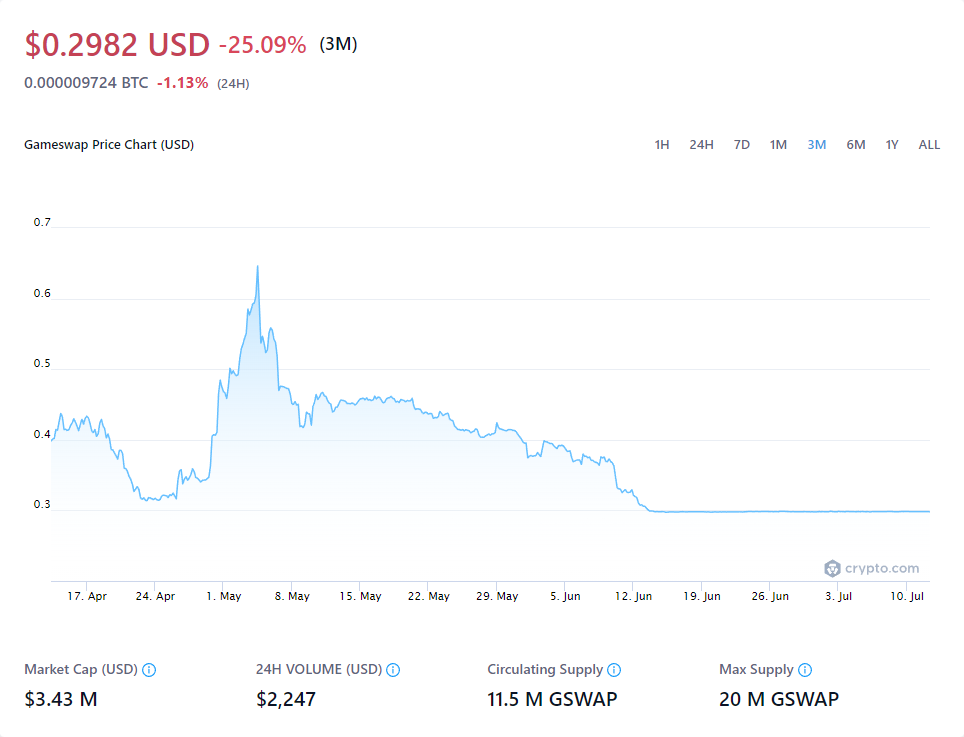 $0.2982 USD -25.09% (3M)
0.000009724 BTC -1.13% (24H)
Gameswap Price Chart (USD)
1H 24H 7D 1M 3M 6M 1Y ALL
0.7
0.6
0.5
0.4
0.3
crypto.com
17. Apr 24. Apr 1. May 8. May 15. May 22. May 29. May 5. Jun 12. Jun 19. Jun 26. Jun 3. Jul 10. Jul
Market Cap (USD) 24H VOLUME (USD) Circulating Supply Max Supply
$3.43 M $2,247 11.5 M GSWAP 20 M GSWAP